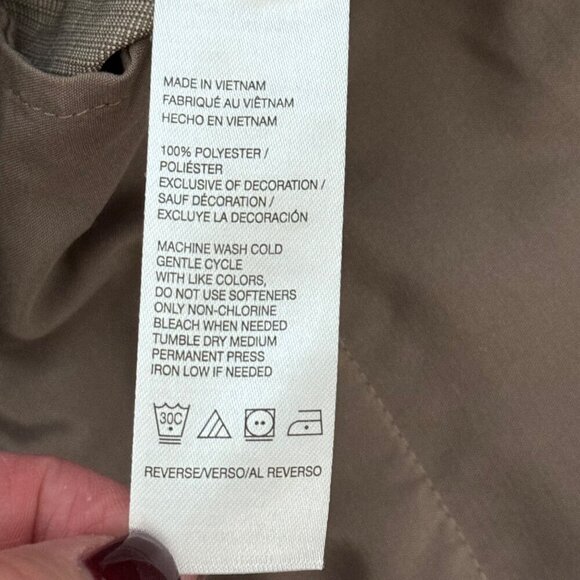 MADE IN VIETNAM
FABRIQUÉ AU VIÊTNAM
HECHO EN VIETNAM
100% POLYESTER /
POLIÉSTER
EXCLUSIVE OF DECORATION /
SAUF DÉCORATION /
EXCLUYE LA DECORACIÓN
MACHINE WASH COLD
GENTLE CYCLE
WITH LIKE COLORS,
DO NOT USE SOFTENERS
ONLY NON-CHLORINE
BLEACH WHEN NEEDED
TUMBLE DRY MEDIUM
PERMANENT PRESS
IRON LOW IF NEEDED
30C
REVERSE/VERSO/AL REVERSO